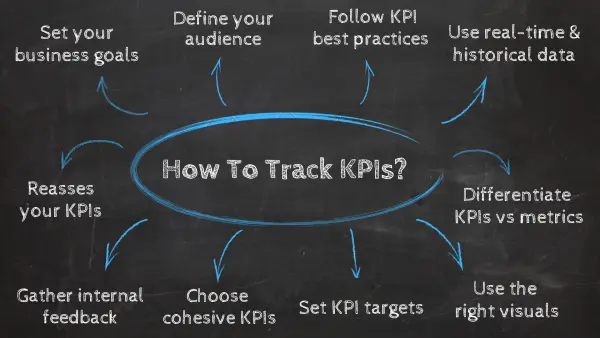 Set your
business goals
Define your
audience
Follow KPI
best practices
Use real-time &
historical data
How To Track KPIs?
Reasses
your KPIs
Differentiate
KPIs vs metrics
Gather internal
feedback
Choose
cohesive KPIs
Set KPI targets
Use the
right visuals